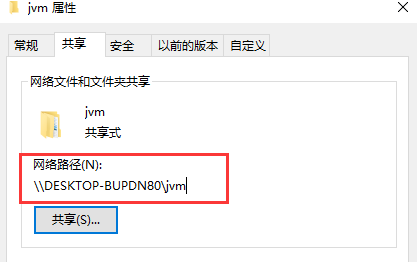 jvm 属性
常规
共享
安全
以前的版本
自定义
网络文件和文件夹共享
jvm
共享式
网络路径(N):
\\DESKTOP-BUPDN80\jvm
共享(S)...